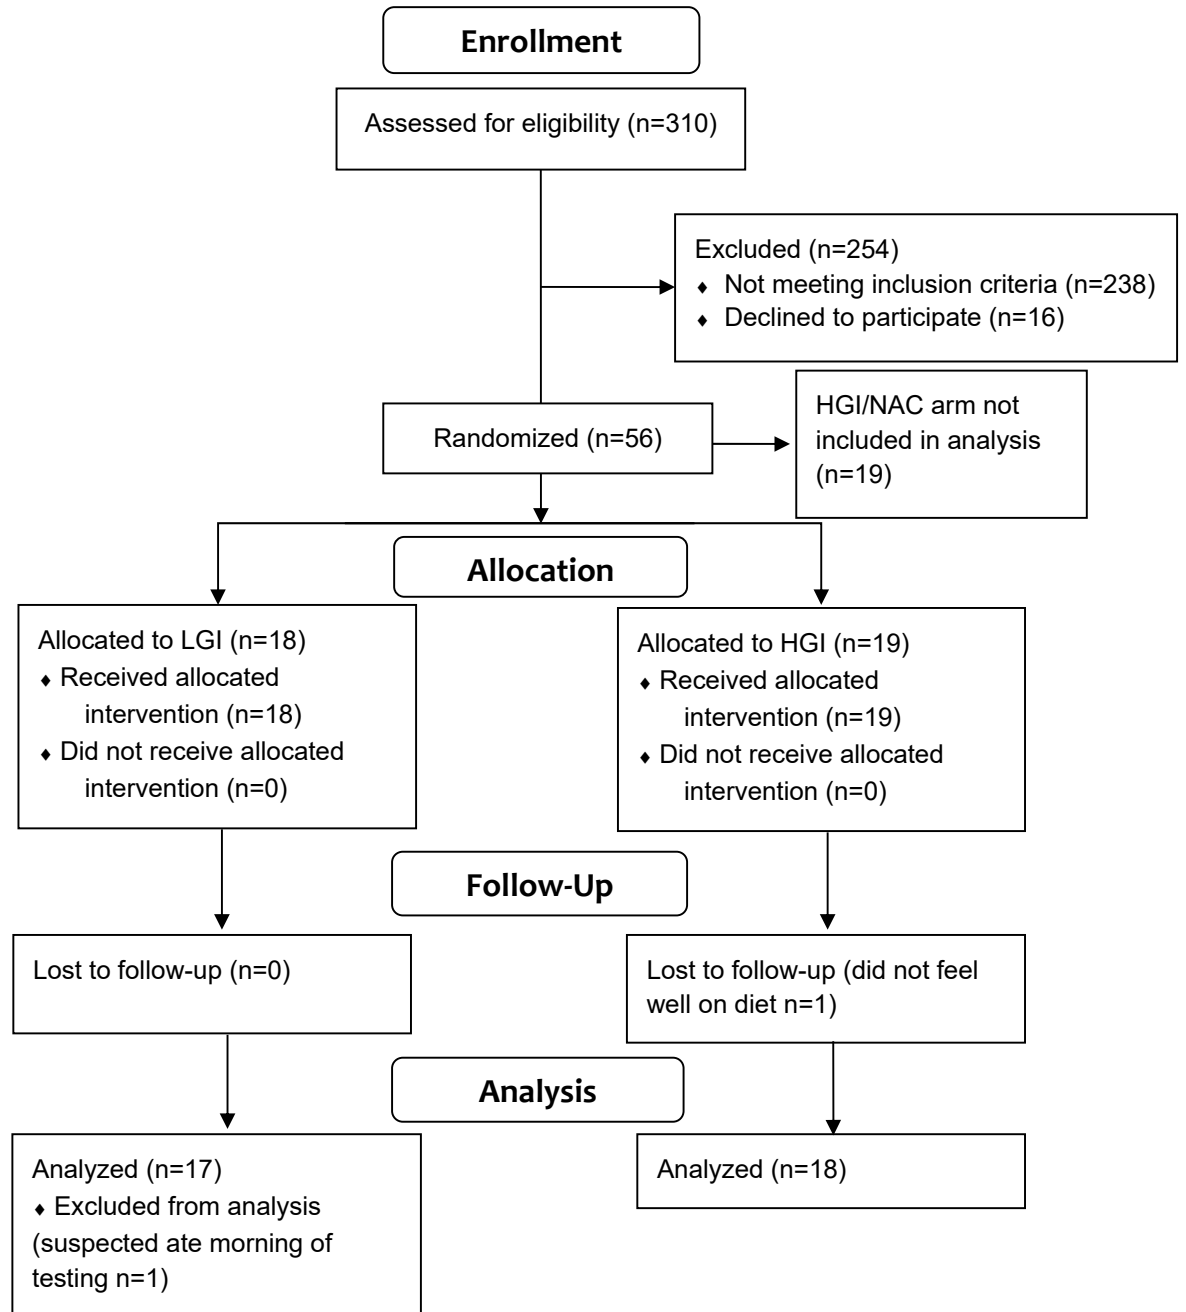 Enrollment
Assessed for eligibility (n=310)
Excluded (n=254)
♦ Not meeting inclusion criteria (n=238)
♦ Declined to participate (n=16)
HGI/NAC arm not
included in analysis
(n=19)
Randomized (n=56)
Allocation
Allocated to LGI (n=18)
♦ Received allocated
intervention (n=18)
♦ Did not receive allocated
intervention (n=0)
Allocated to HGI (n=19)
♦ Received allocated
intervention (n=19)
♦ Did not receive allocated
intervention (n=0)
Follow-Up
Lost to follow-up (n=0)
Lost to follow-up (did not feel
well on diet n=1)
Analysis
Analyzed (n=17)
♦ Excluded from analysis
(suspected ate morning of
testing n=1)
Analyzed (n=18)